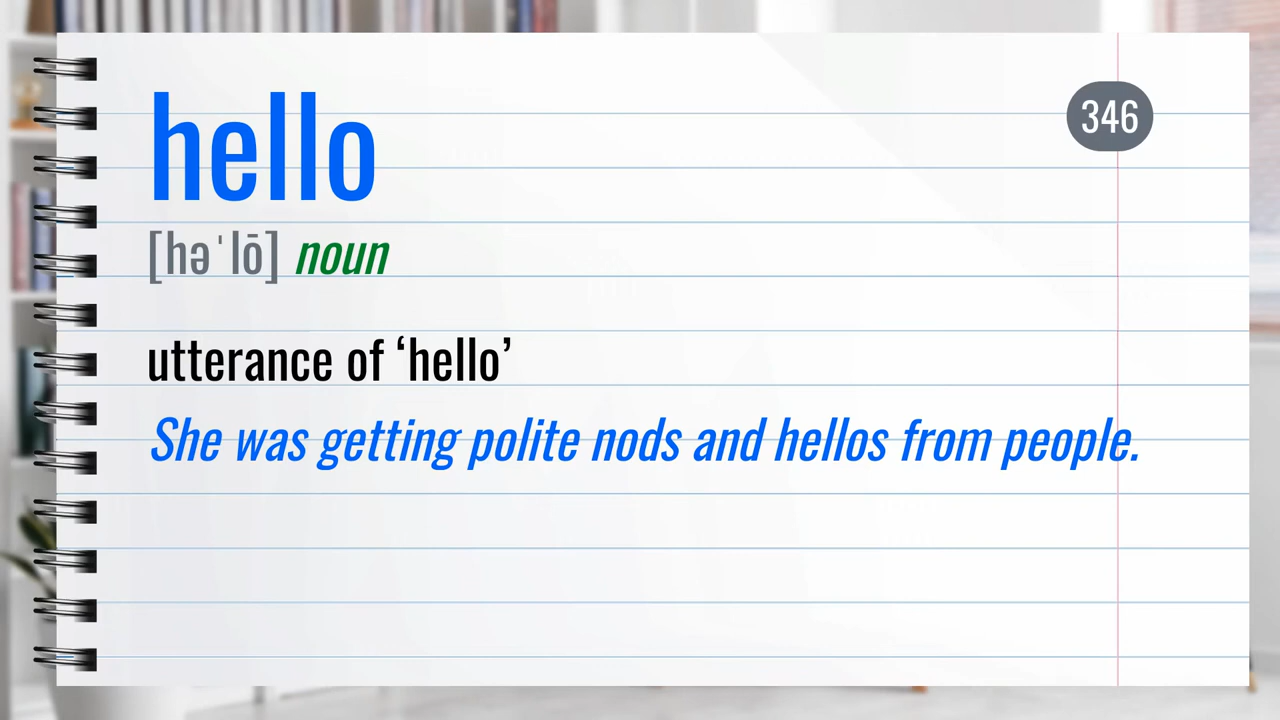 hello
346
[həˈlō] noun
utterance of ‘hello’
She was getting polite nods and hellos from people.